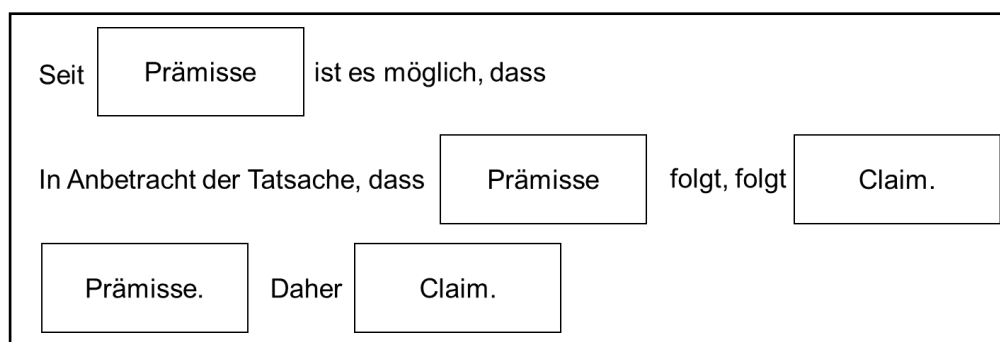 Seit Prämisse ist es möglich, dass
In Anbetracht der Tatsache, dass Prämisse folgt, folgt Claim.
Prämisse. Daher Claim.